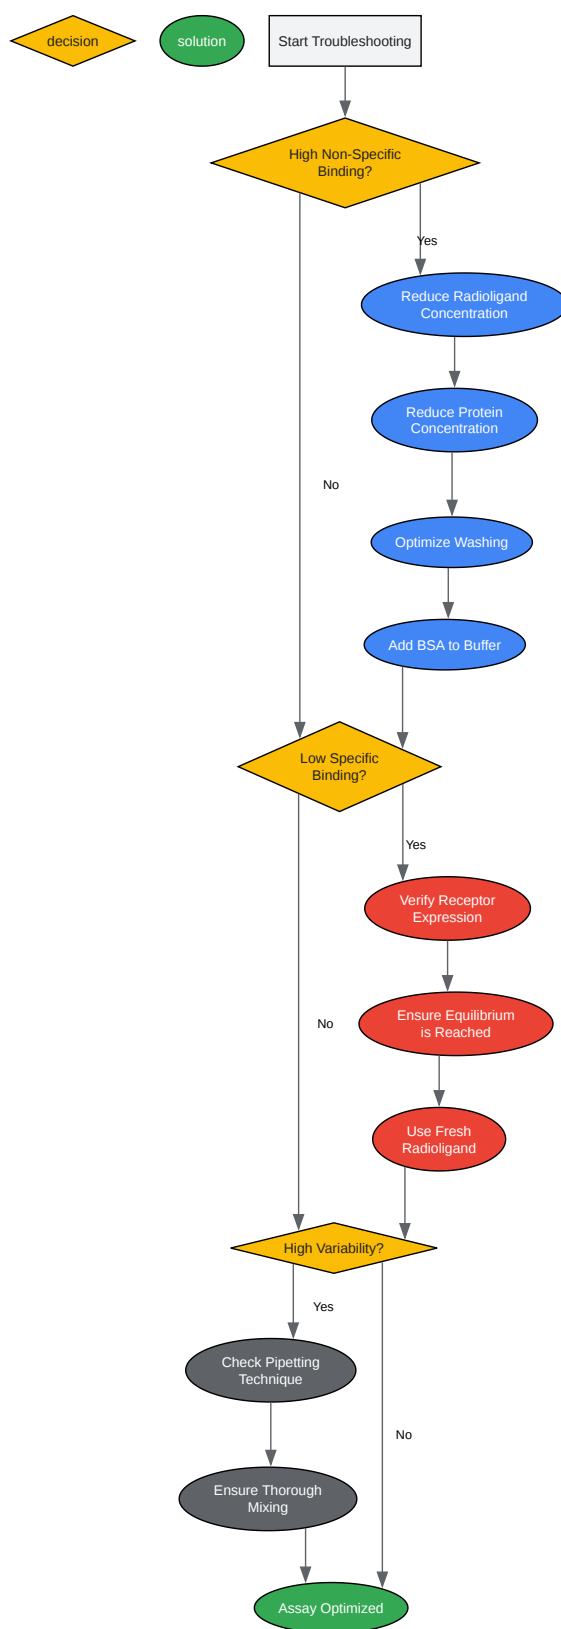 decision
solution
Start Troubleshooting
High Non-Specific
Binding?
Yes
Reduce Radioligand
Concentration
Reduce Protein
Concentration
No
Optimize Washing
Add BSA to Buffer
Low Specific
Binding?
Yes
Verify Receptor
Expression
Ensure Equilibrium
is Reached
No
Use Fresh
Radioligand
High Variability?
Yes
Check Pipetting
Technique
No
Ensure Thorough
Mixing
Assay Optimized